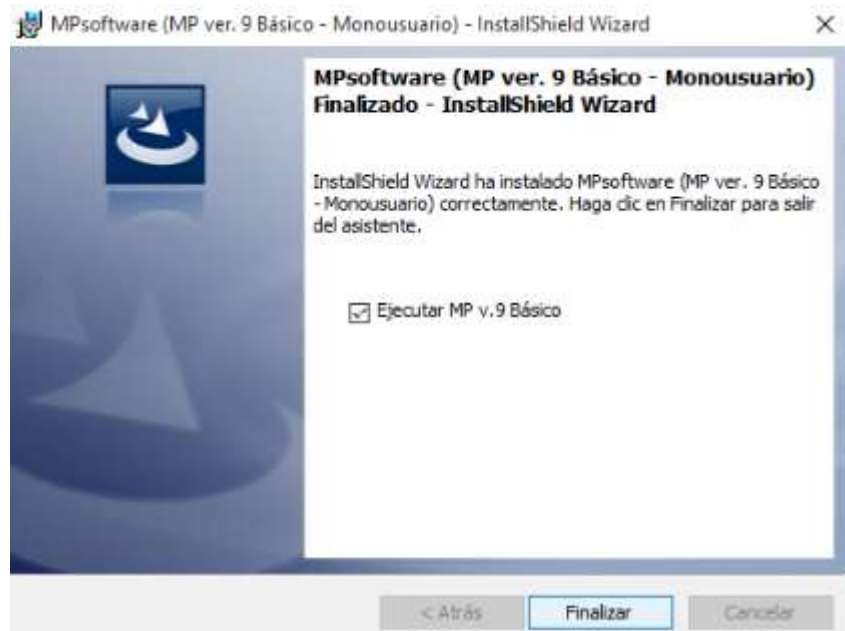 MPsoftware (MP ver. 9 Básico - Monousuario) - InstallShield Wizard
MPsoftware (MP ver. 9 Básico - Monousuario)
Finalizado - InstallShield Wizard
InstallShield Wizard ha instalado MPsoftware (MP ver. 9 Básico
- Monousuario) correctamente. Haga clic en Finalizar para salir
del asistente.
Ejecutar MP v.9 Básico
< Atrás Finalizar Cancelar